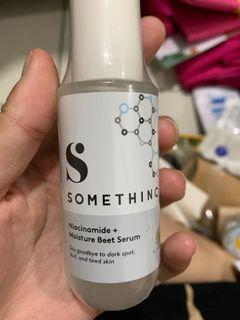 S
SOMETHINC
Niacinamide +
Moisture Beet Serum
Say goodbye to dark spot,
dull, and tired skin